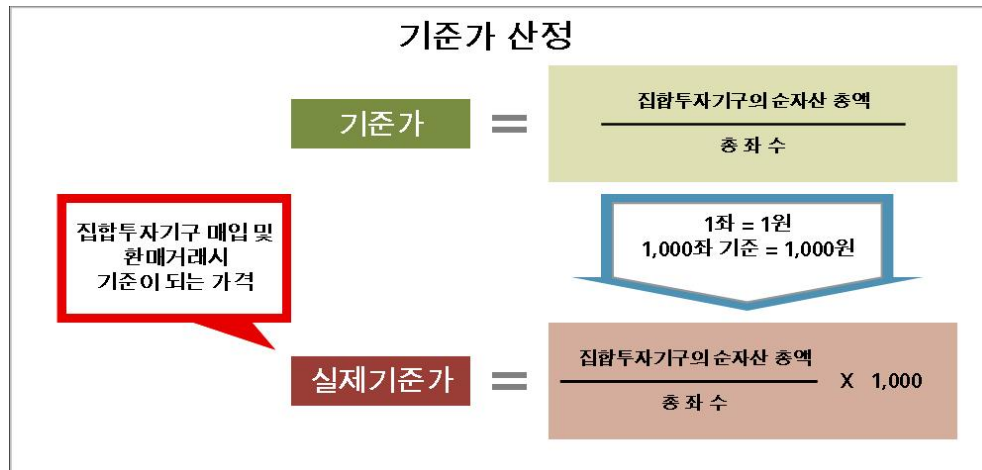 기준가 산정
기준가 =
집합투자기구의 순자산 총액
총 좌 수
집합투자기구 매입 및
환매거래시
기준이 되는 가격
1좌 = 1원
1,000좌 기준 = 1,000원
실제기준가 =
집합투자기구의 순자산 총액
총 좌 수
X 1,000